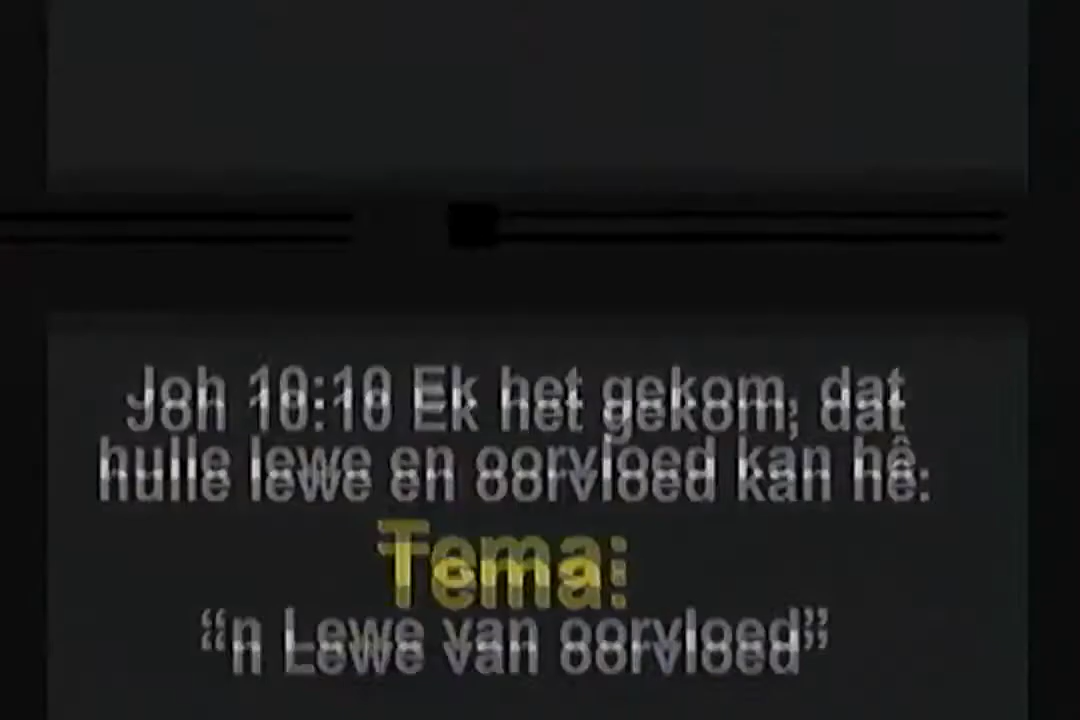 Joh 10:10 Ek het gekom, dat
hulle lewe en oorvloed kan hê:
Tema:
“n Lewe van oorvloed”